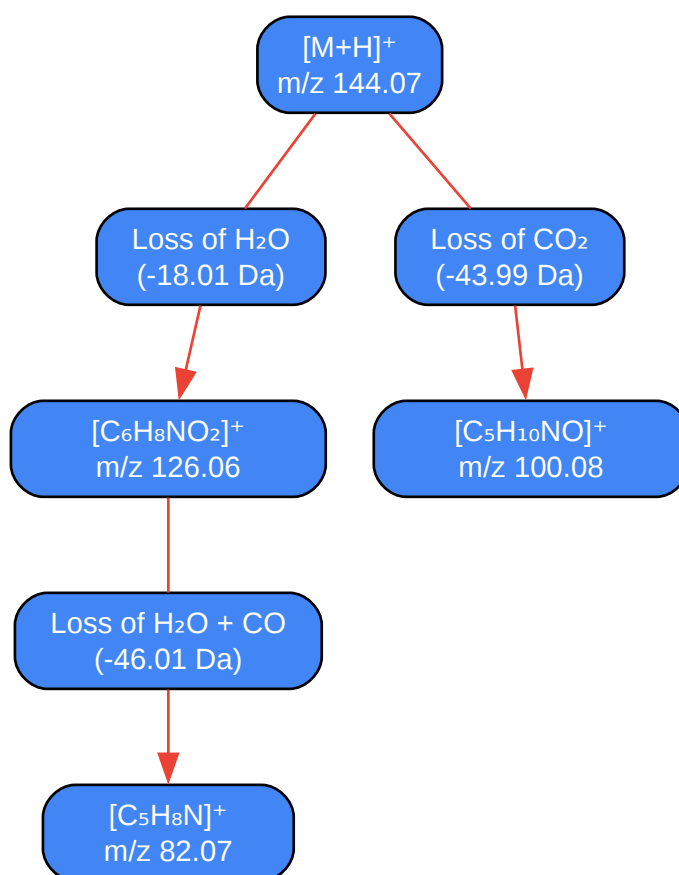 [M+H]⁺
m/z 144.07
Loss of H₂O
(-18.01 Da)
Loss of CO₂
(-43.99 Da)
[C₆H₈NO₂]⁺
m/z 126.06
[C₅H₁₀NO]⁺
m/z 100.08
Loss of H₂O + CO
(-46.01 Da)
[C₅H₈N]⁺
m/z 82.07